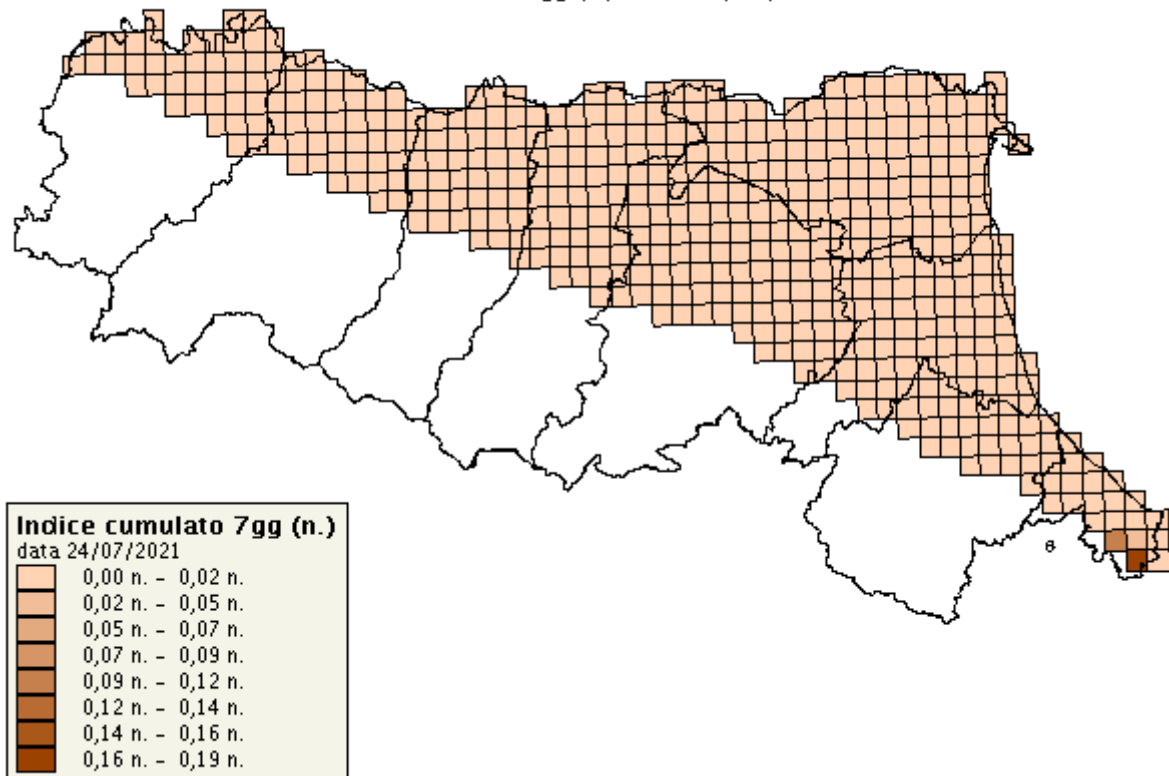 Indice cumulato 7gg (n.)
data 24/07/2021
0,00 n. - 0,02 n.
0,02 n. - 0,05 n.
0,05 n. - 0,07 n.
0,07 n. - 0,09 n.
0,09 n. - 0,12 n.
0,12 n. - 0,14 n.
0,14 n. - 0,16 n.
0,16 n. - 0,19 n.